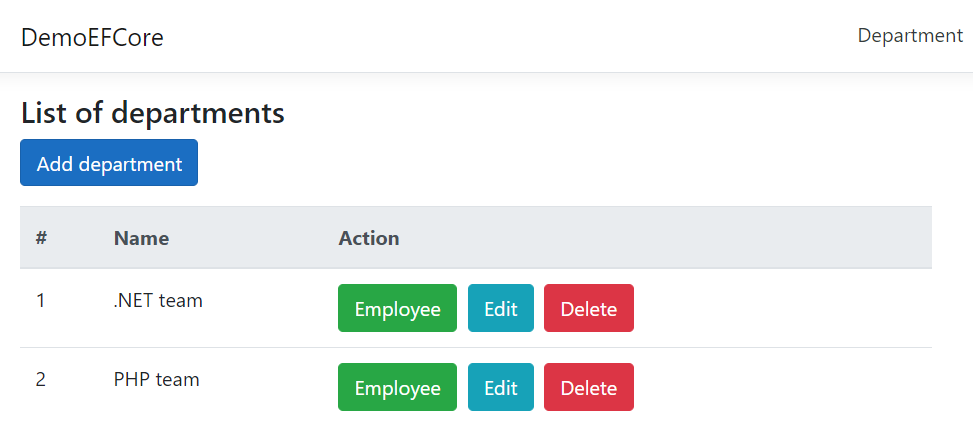 DemoEFCore Department
List of departments
Add department
# Name Action
1 .NET team Employee Edit Delete
2 PHP team Employee Edit Delete